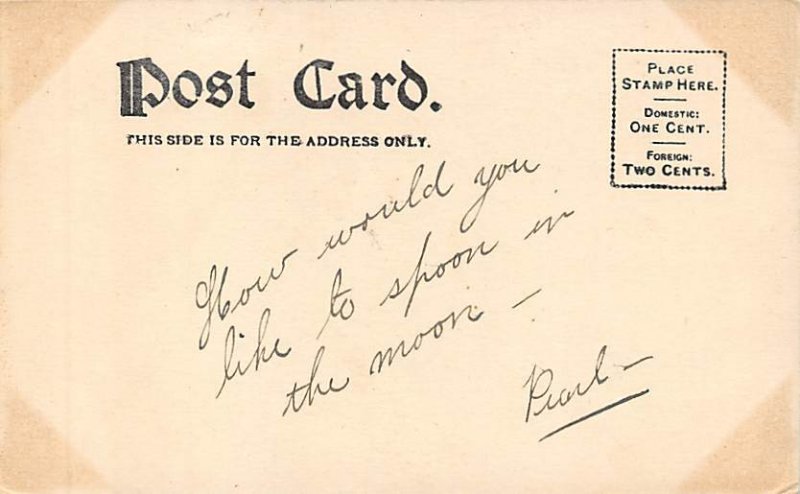 Post Card.
THIS SIDE IS FOR THE ADDRESS ONLY.
PLACE
STAMP HERE.
DOMESTIC:
ONE CENT.
FOREIGN:
TWO CENTS.
How would you
like to spoon in
the moon –
Pearl –